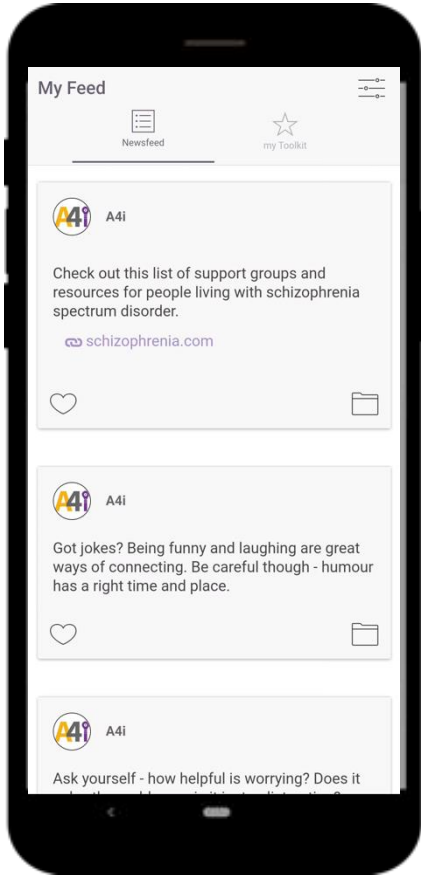 My Feed
Newsfeed
my Toolkit
A4i
A4i
Check out this list of support groups and
resources for people living with schizophrenia
spectrum disorder.
schizophrenia.com
A4i
A4i
Got jokes? Being funny and laughing are great
ways of connecting. Be careful though - humour
has a right time and place.
A4i
A4i
Ask yourself - how helpful is worrying? Does it